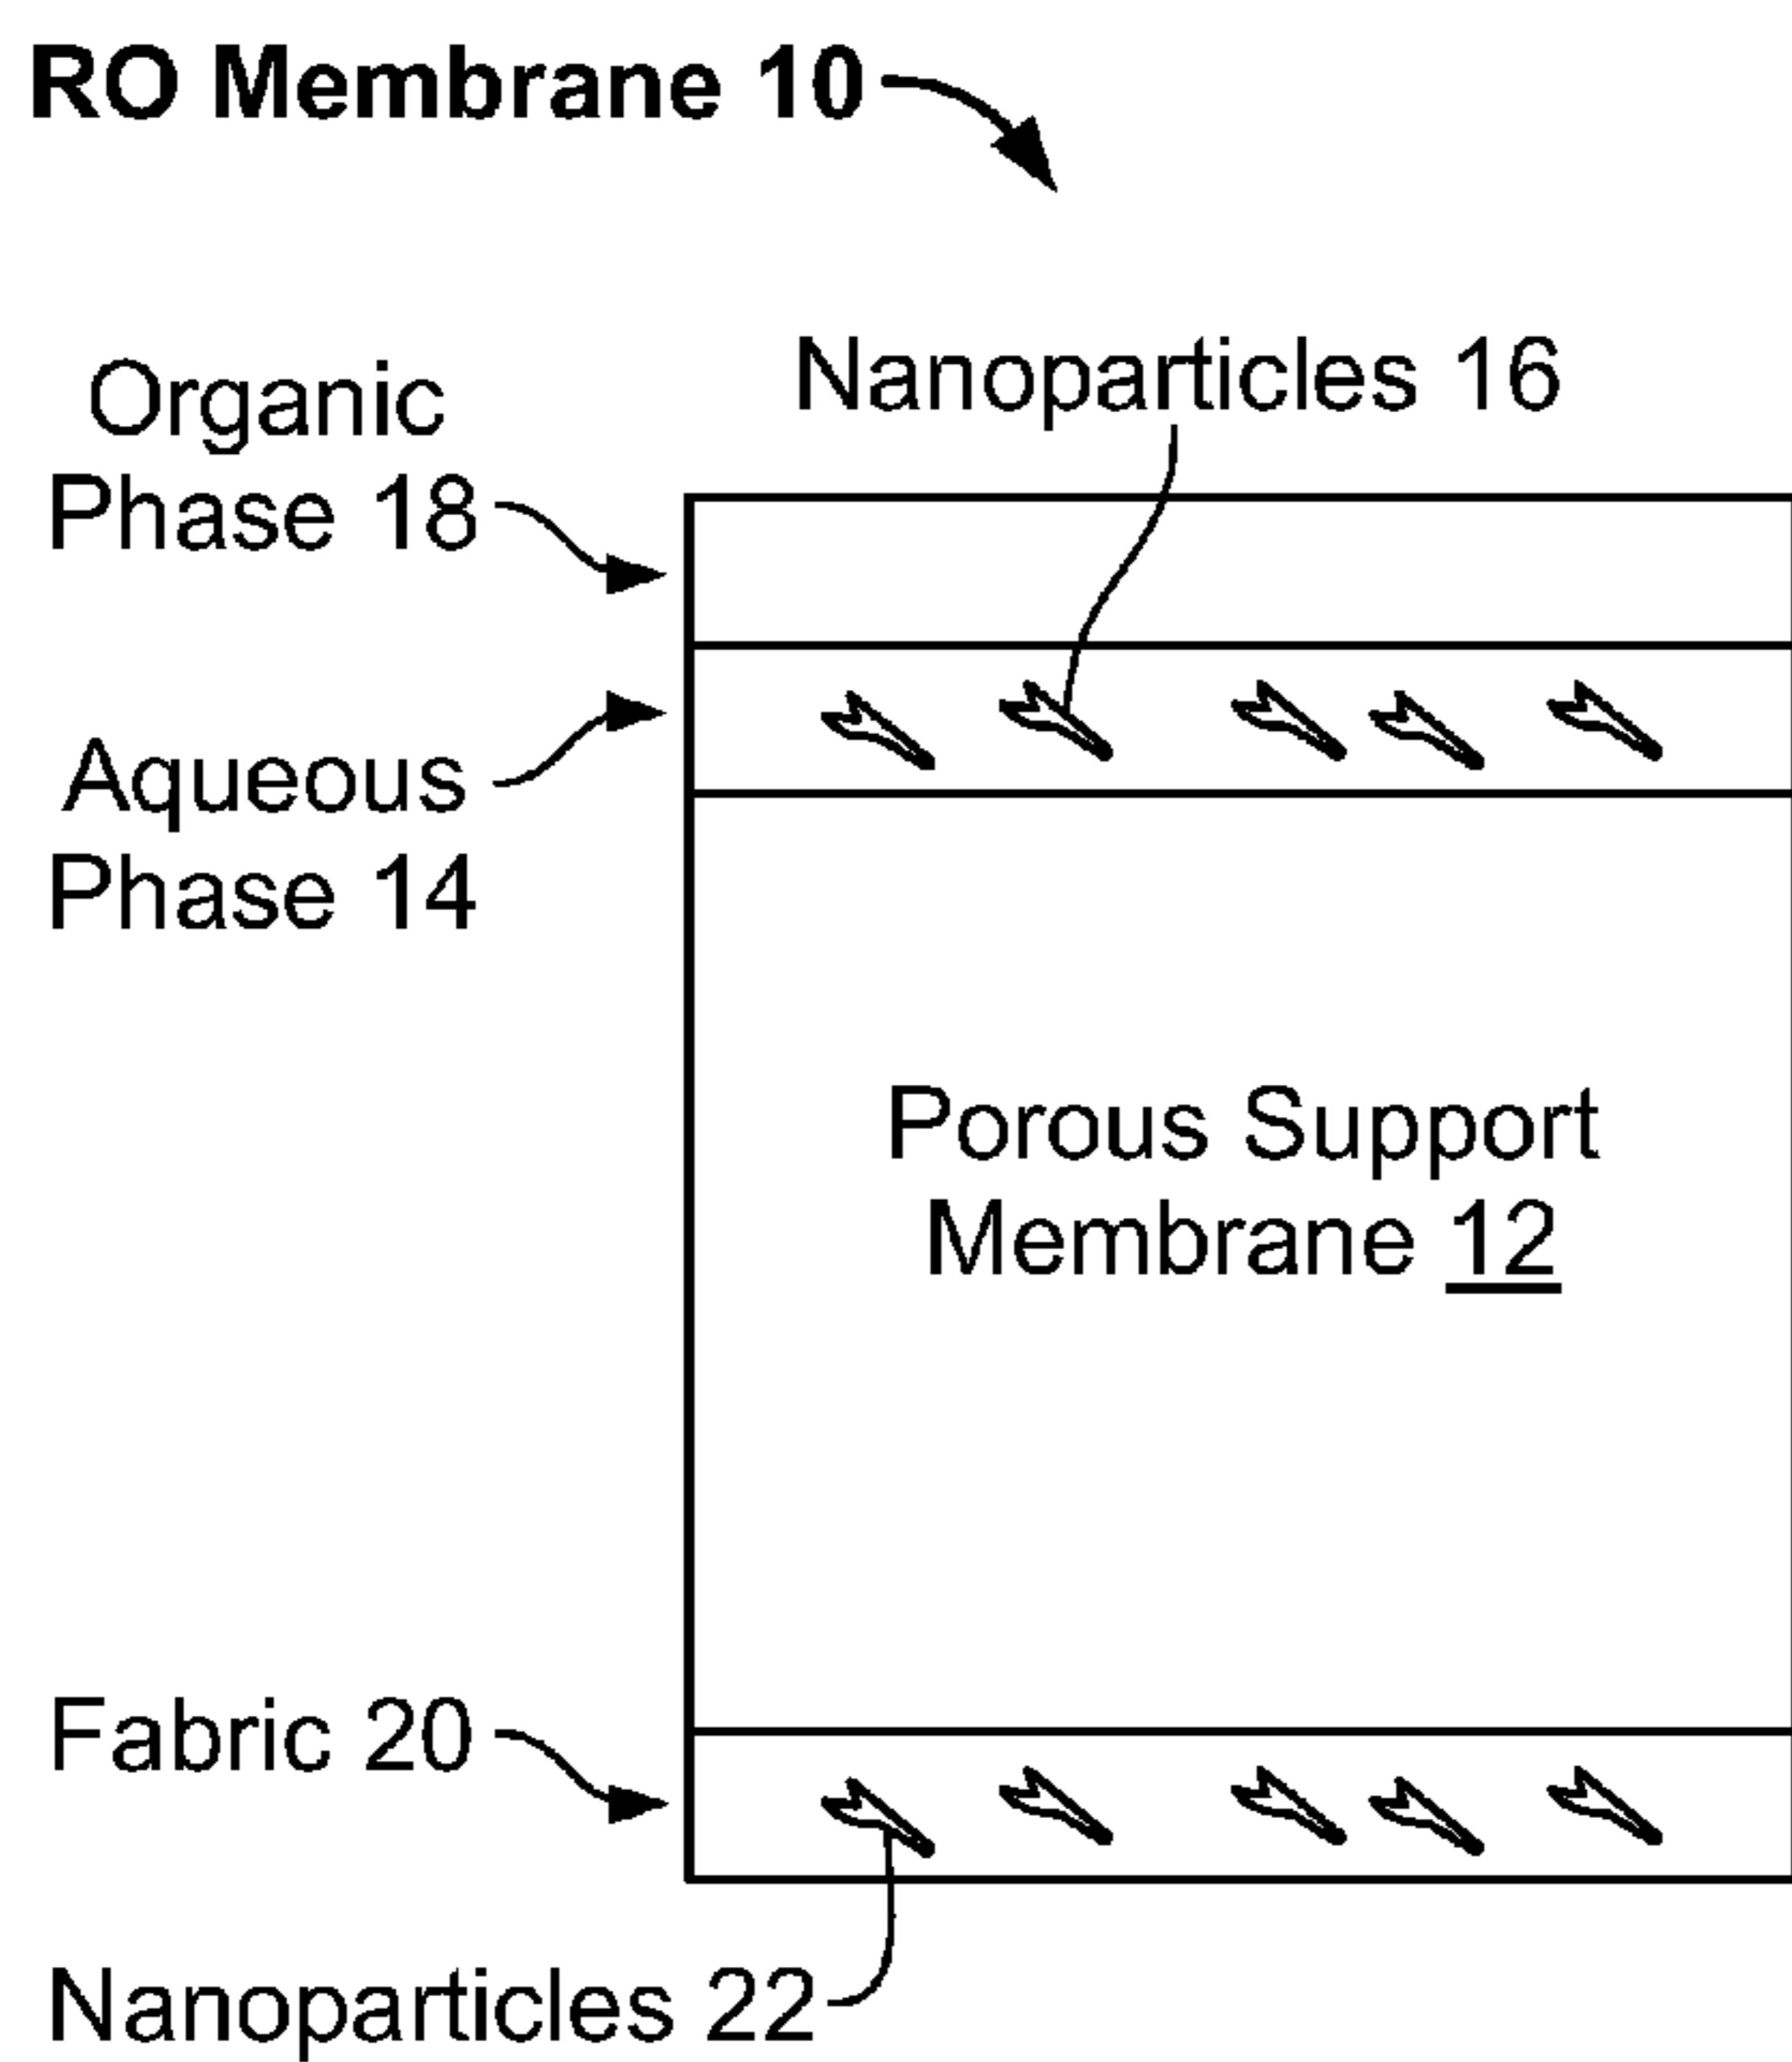 RO Membrane 10
Nanoparticles 16
Organic
Phase 18
Aqueous
Phase 14
Porous Support
Membrane 12
Fabric 20
Nanoparticles 22